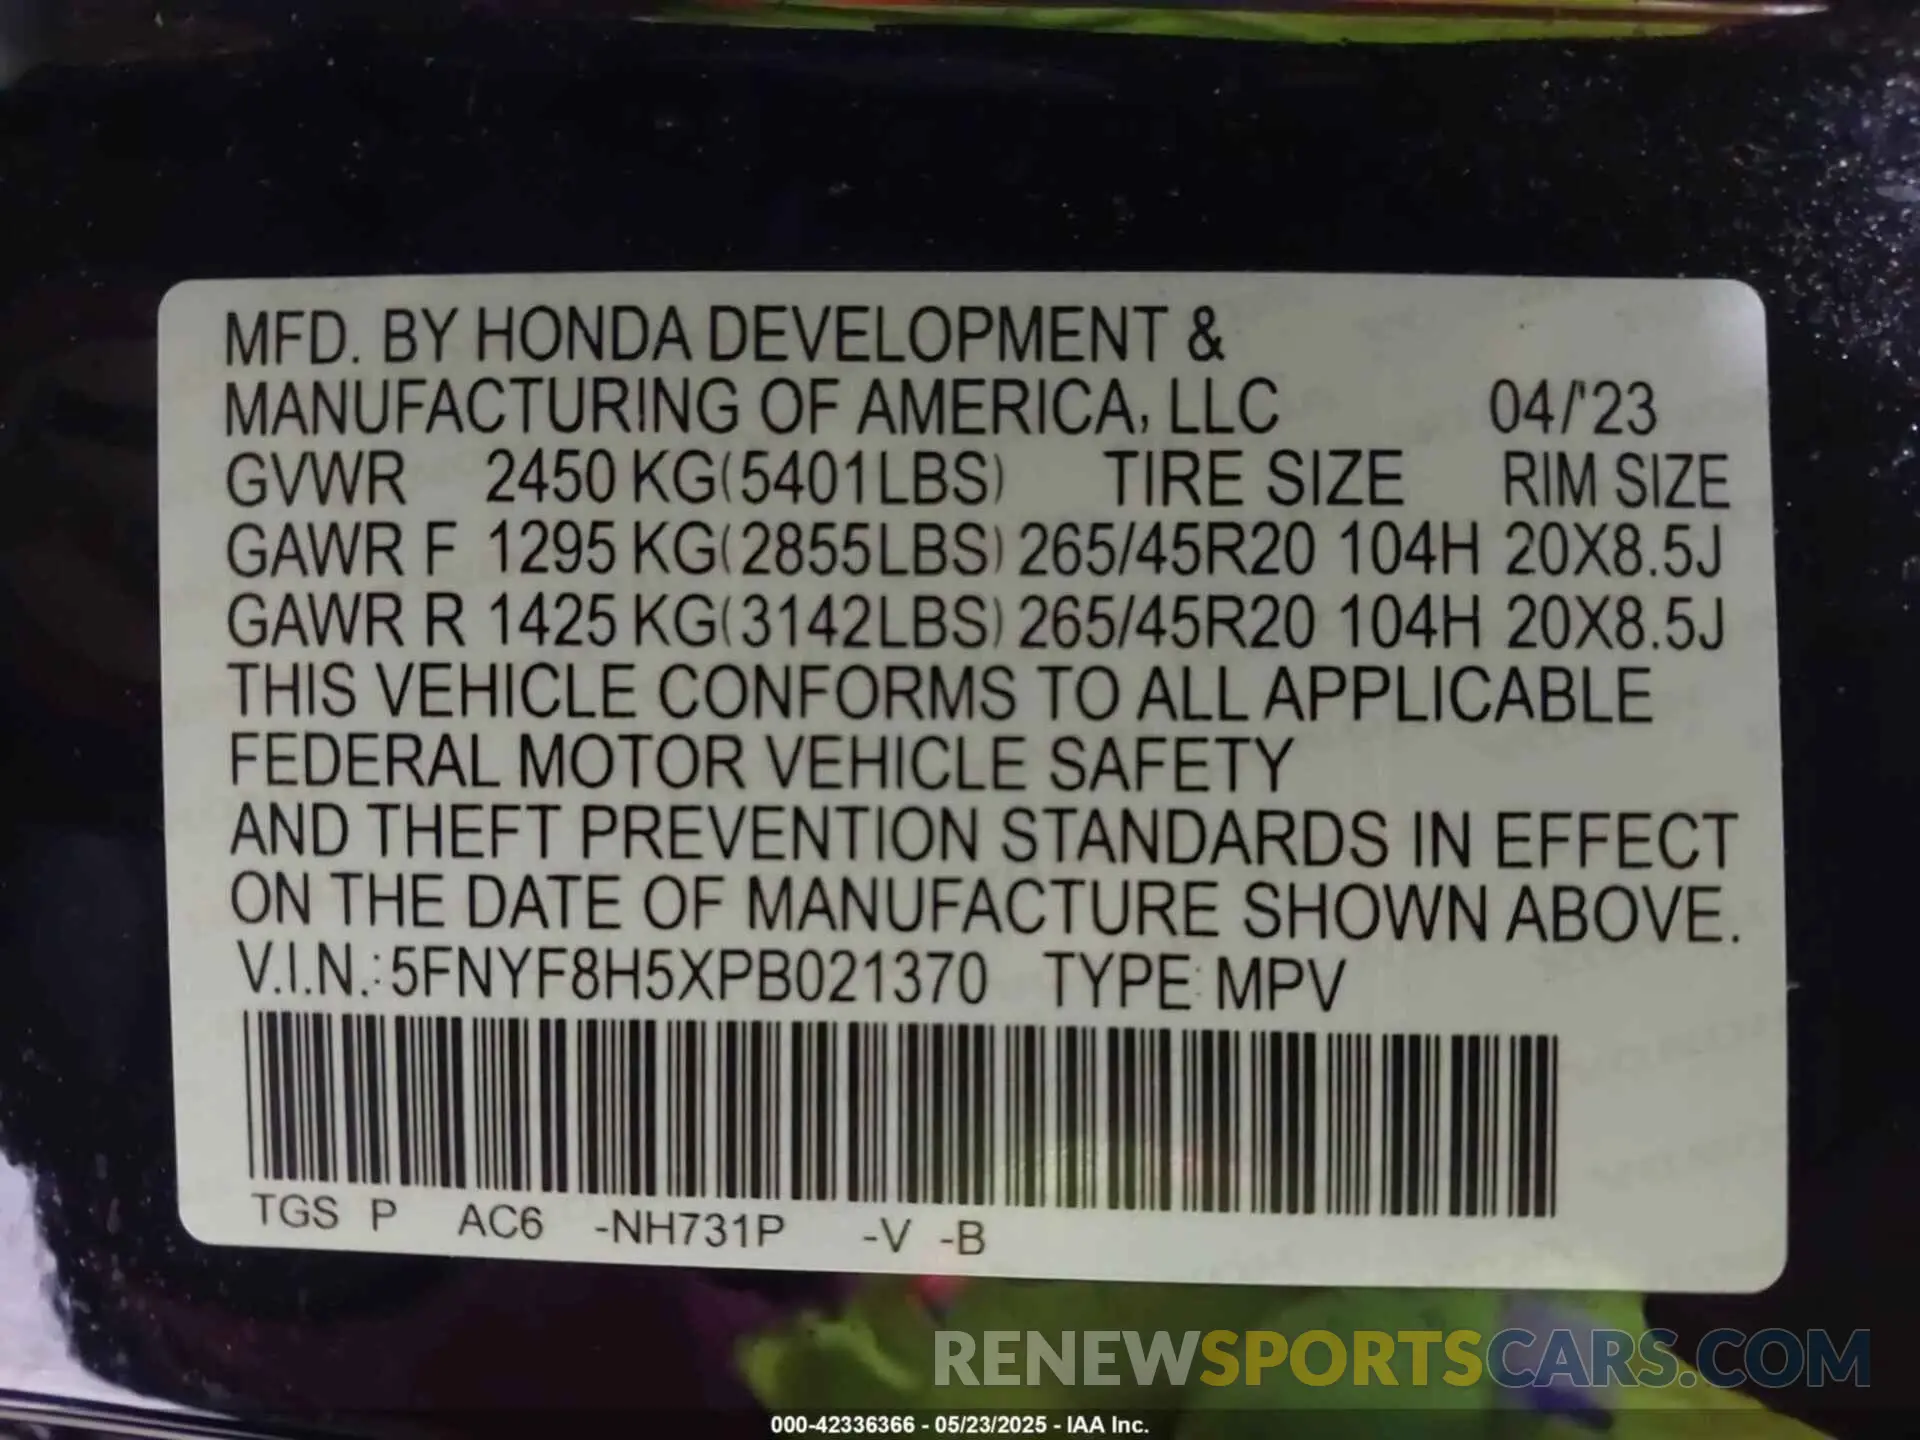 MFD. BY HONDA DEVELOPMENT &
MANUFACTURING OF AMERICA, LLC 04/'23
GVWR 2450 KG(5401LBS) TIRE SIZE RIM SIZE
GAWR F 1295 KG(2855LBS) 265/45R20 104H 20X8.5J
GAWR R 1425 KG(3142LBS) 265/45R20 104H 20X8.5J
THIS VEHICLE CONFORMS TO ALL APPLICABLE
FEDERAL MOTOR VEHICLE SAFETY
AND THEFT PREVENTION STANDARDS IN EFFECT
ON THE DATE OF MANUFACTURE SHOWN ABOVE.
V.I.N.: 5FNYF8H5XPB021370 TYPE: MPV
TGS P AC6 -NH731P -V -B
RENEWSPORTSCARS.COM
000-42336366 - 05/23/2025 - IAA Inc.